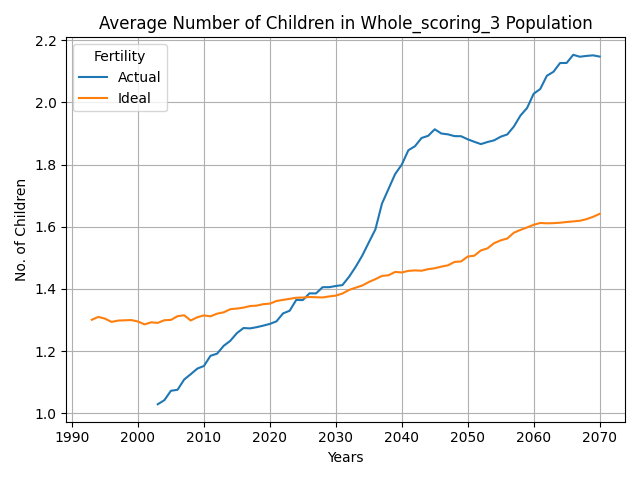 Average Number of Children in Whole_scoring_3 Population
Fertility
Actual
Ideal
No. of Children
2.2
2.0
1.8
1.6
1.4
1.2
1.0
1990 2000 2010 2020 2030 2040 2050 2060 2070
Years